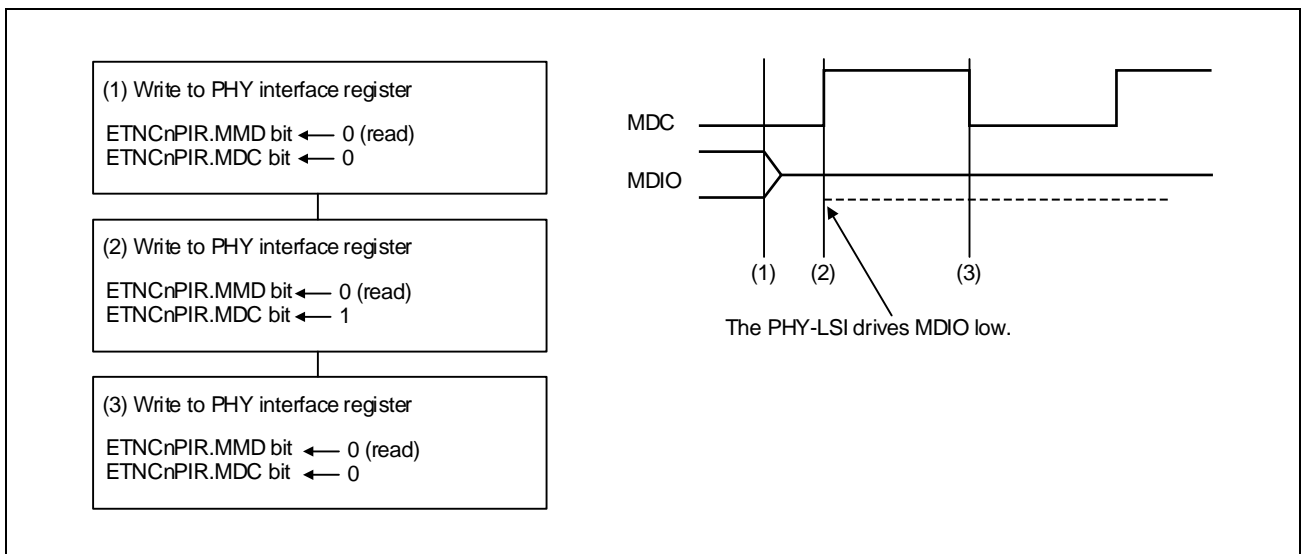 (1) Write to PHY interface register
ETNCnPIR.MMD bit ← 0 (read)
ETNCnPIR.MDC bit ← 0
(2) Write to PHY interface register
ETNCnPIR.MMD bit ← 0 (read)
ETNCnPIR.MDC bit ← 1
(3) Write to PHY interface register
ETNCnPIR.MMD bit ← 0 (read)
ETNCnPIR.MDC bit ← 0
MDC
MDIO
(1) (2) (3)
The PHY-LSI drives MDIO low.